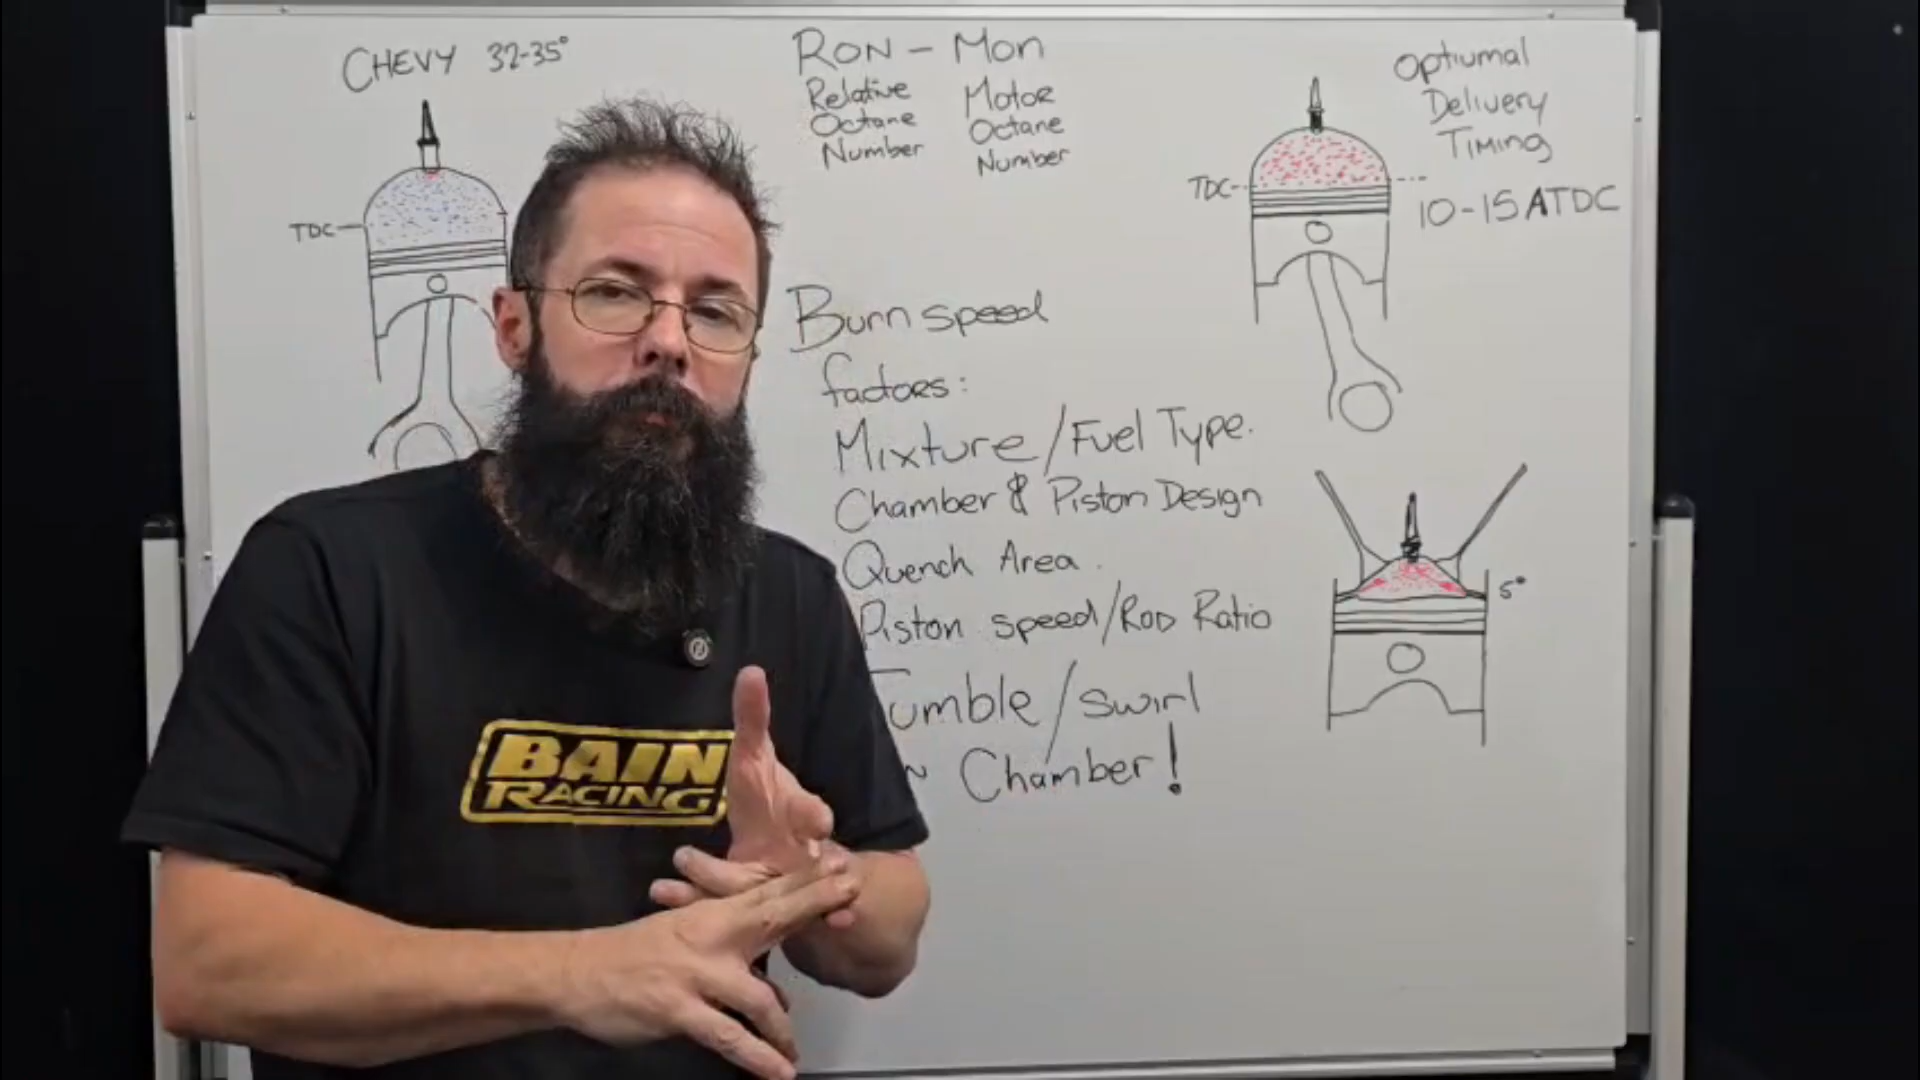 CHEVY 32-35°
TDC
RON - MON
Relative Motor
Octane Octane
Number Number
Optiumal
Delivery
Timing
TDC
10-15 ATDC
Burn speed
factors:
Mixture/Fuel Type.
Chamber & Piston Design
Quench Area.
Piston speed/ROD Ratio
Tumble/swirl
Chamber!
5°
BAIN
RACING